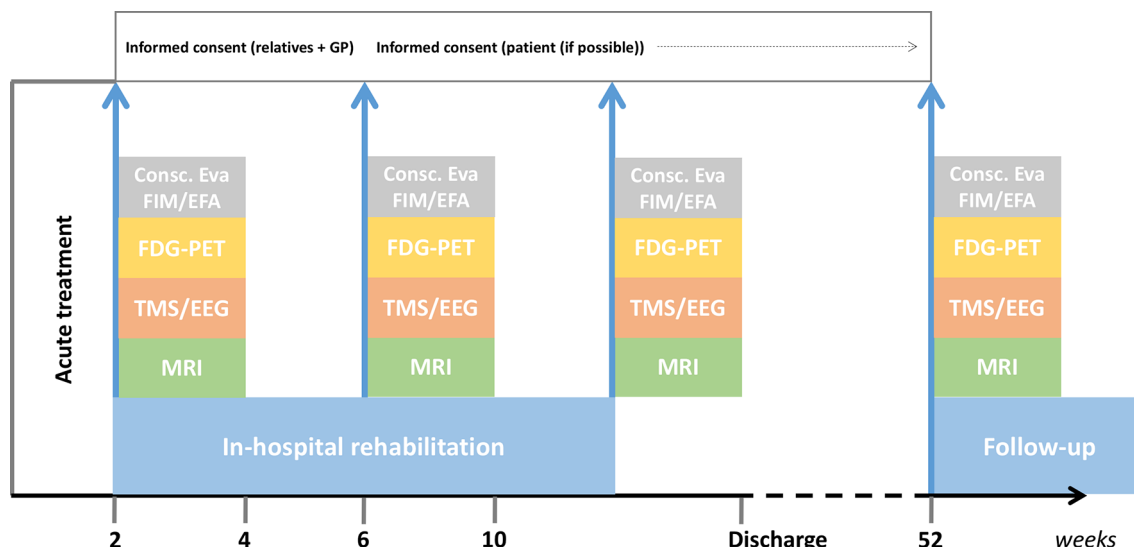 Informed consent (relatives + GP) Informed consent (patient (if possible))
Acute treatment
Consc. Eva
FIM/EFA
FDG-PET
TMS/EEG
MRI
Consc. Eva
FIM/EFA
FDG-PET
TMS/EEG
MRI
Consc. Eva
FIM/EFA
FDG-PET
TMS/EEG
MRI
Consc. Eva
FIM/EFA
FDG-PET
TMS/EEG
MRI
In-hospital rehabilitation
Follow-up
2 4 6 10 Discharge 52 weeks